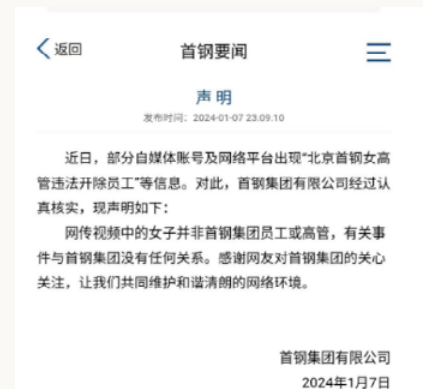 返回
首钢要闻
声明
发布时间：2024-01-07 23.09.10
近日，部分自媒体账号及网络平台出现“北京首钢女高
管违法开除员工”等信息。对此，首钢集团有限公司经过认
真核实，现声明如下：
网传视频中的女子并非首钢集团员工或高管，有关事
件与首钢集团没有任何关系。感谢网友对首钢集团的关心
关注，让我们共同维护和谐清朗的网络环境。
首钢集团有限公司
2024年1月7日